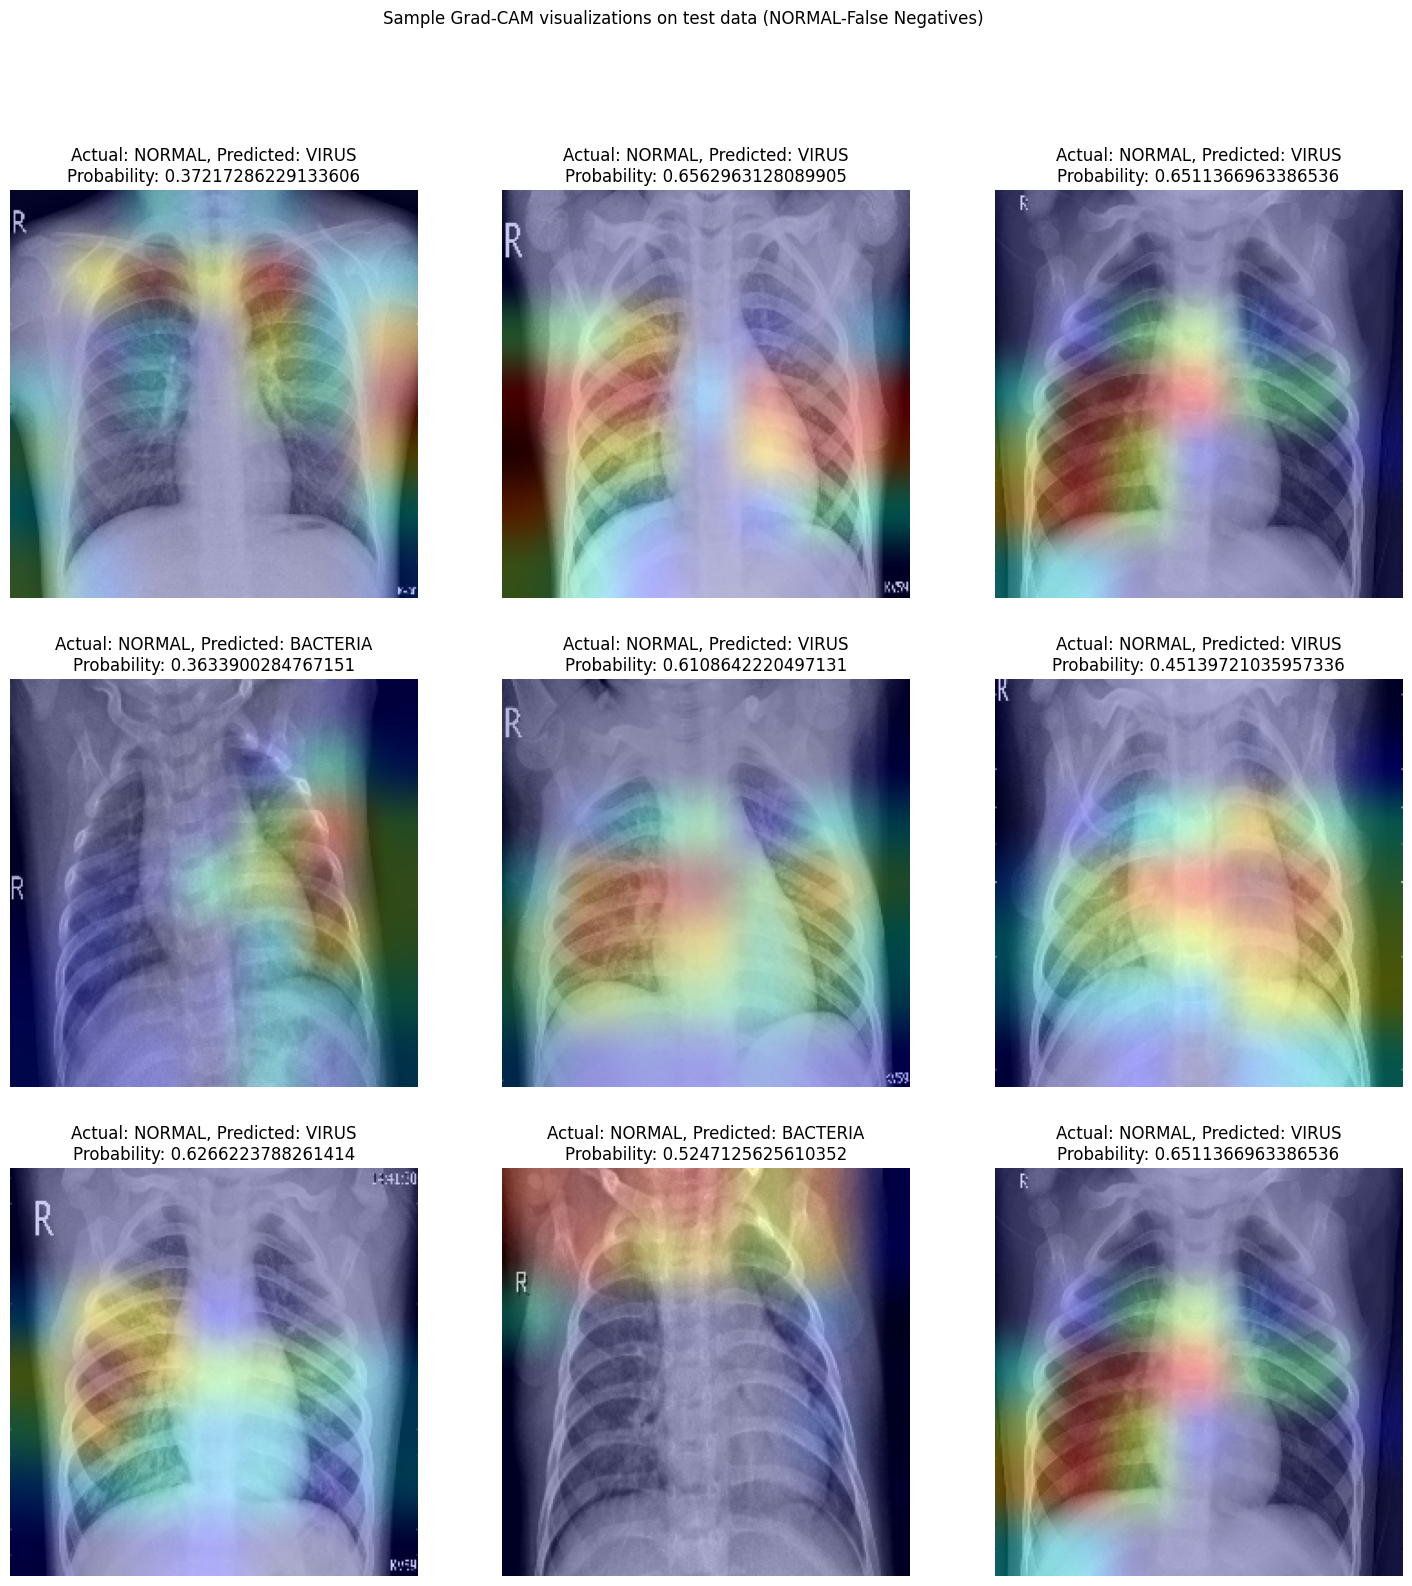 Sample Grad-CAM visualizations on test data (NORMAL-False Negatives)
Actual: NORMAL, Predicted: VIRUS
Probability: 0.37217286229133606
R
Actual: NORMAL, Predicted: VIRUS
Probability: 0.6562963128089905
R
Actual: NORMAL, Predicted: VIRUS
Probability: 0.6511366963386536
R
Actual: NORMAL, Predicted: BACTERIA
Probability: 0.3633900284767151
R
Actual: NORMAL, Predicted: VIRUS
Probability: 0.6108642220497131
R
Actual: NORMAL, Predicted: VIRUS
Probability: 0.45139721035957336
R
Actual: NORMAL, Predicted: VIRUS
Probability: 0.6266223788261414
R
Actual: NORMAL, Predicted: BACTERIA
Probability: 0.5247125625610352
R
Actual: NORMAL, Predicted: VIRUS
Probability: 0.6511366963386536
R